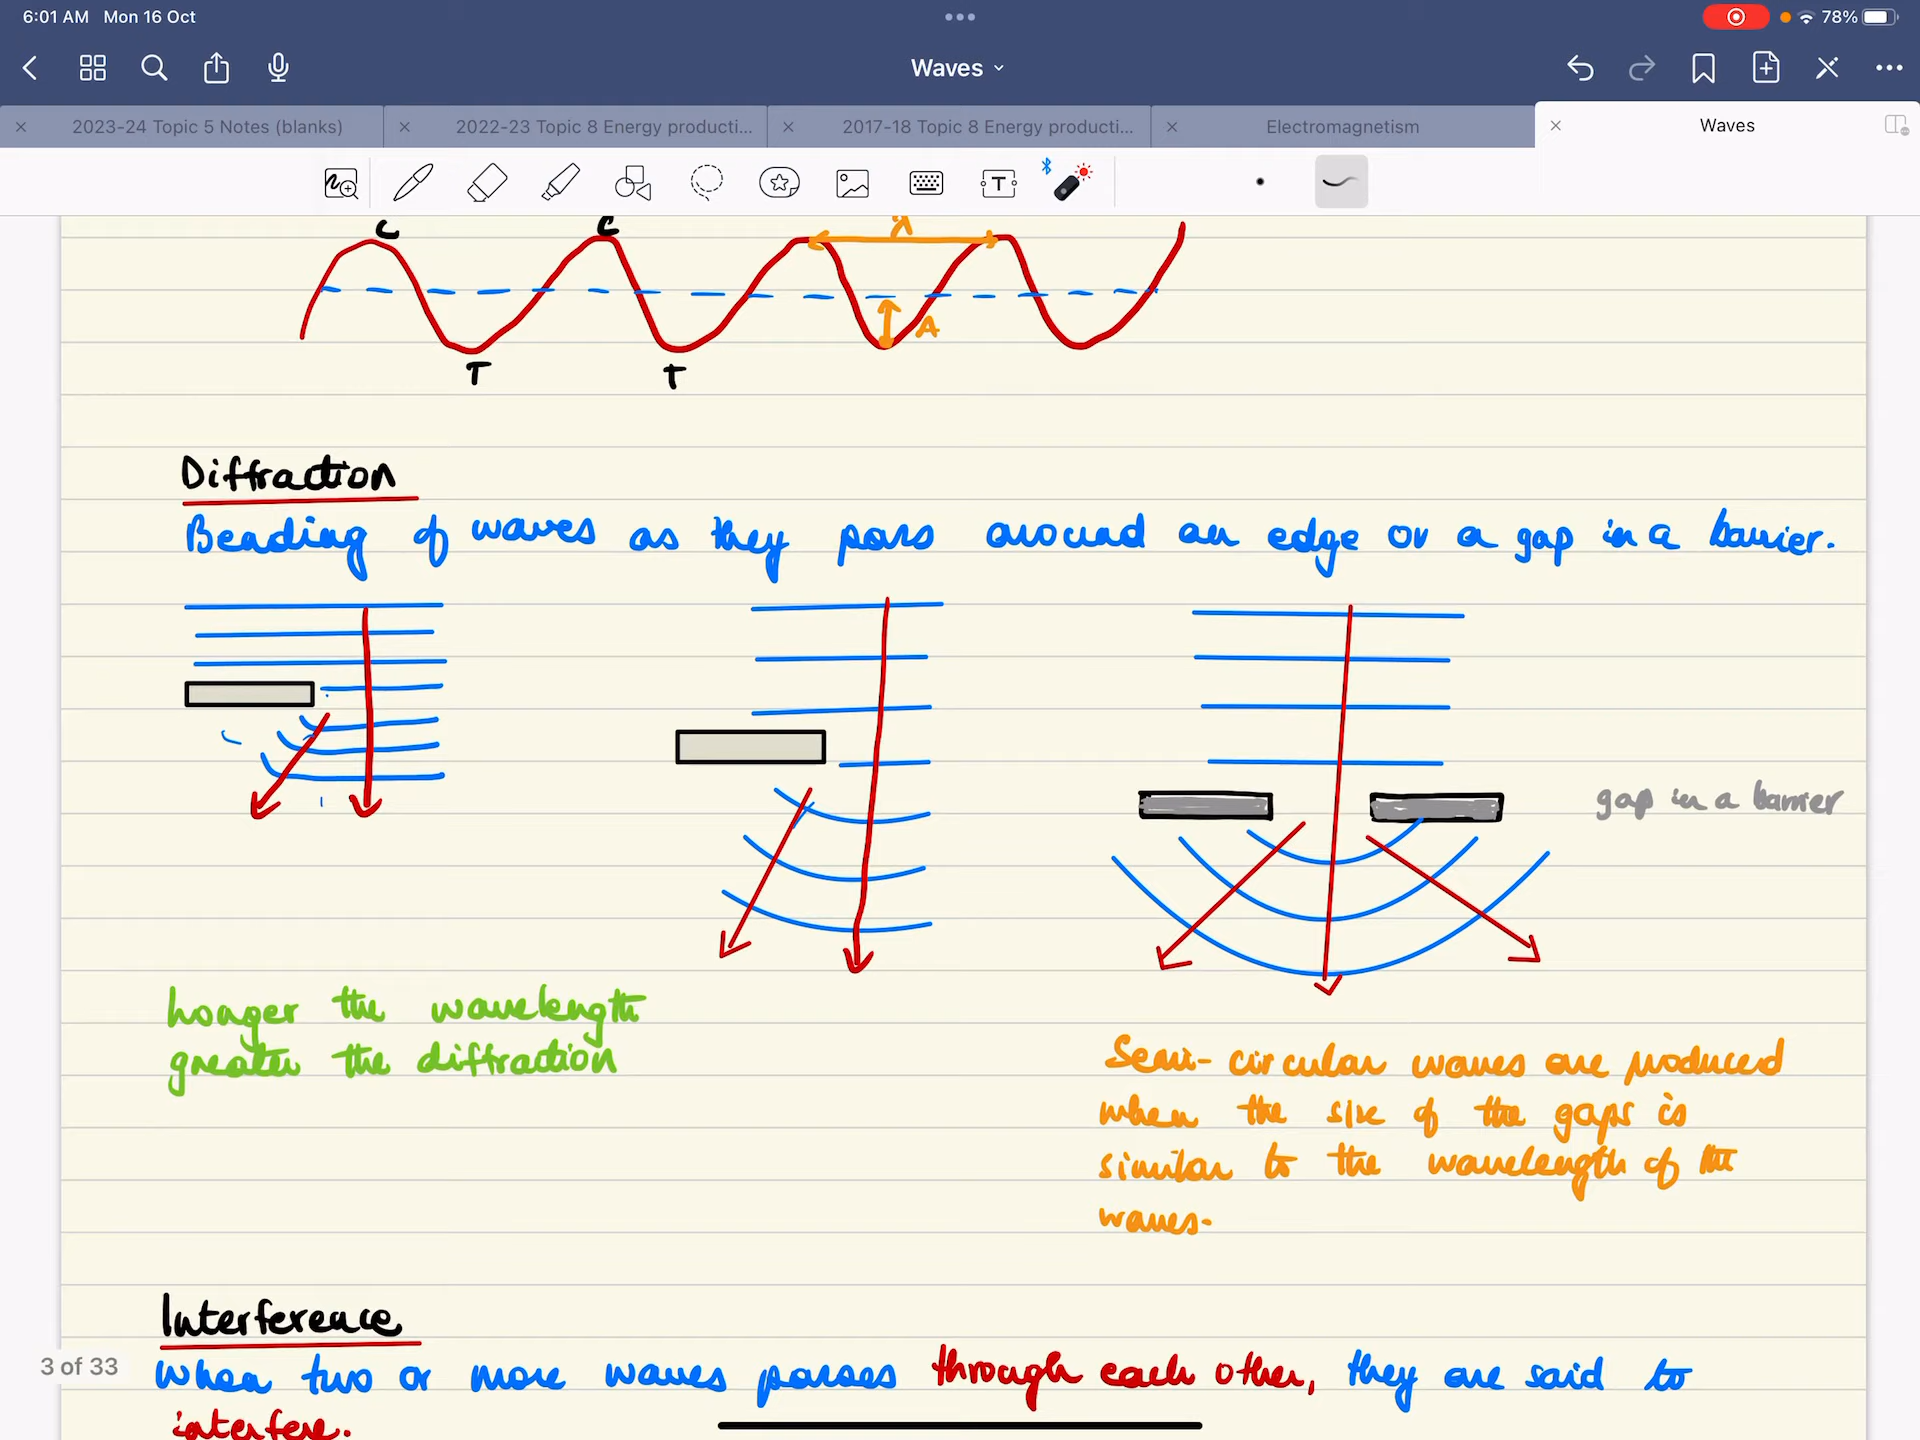 6:01 AM Mon 16 Oct
78%
Waves
2023-24 Topic 5 Notes (blanks)
2022-23 Topic 8 Energy producti...
2017-18 Topic 8 Energy producti...
Electromagnetism
Waves
C C λ
A
T T
Diffraction
Bending of waves as they pass around an edge or a gap in a barrier.
gap in a barrier
Longer the wavelength
greater the diffraction
Semi-circular waves are produced
when the size of the gaps is
similar to the wavelength of the
waves.
Interference
3 of 33
When two or more waves passes through each other, they are said to
interfere.